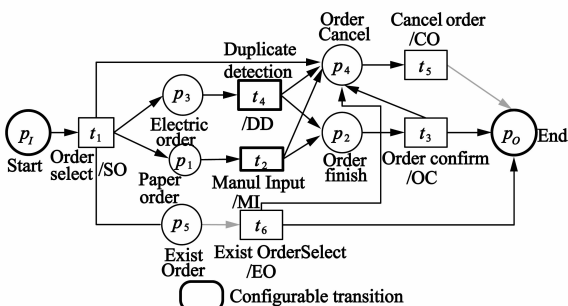 Order
Cancel
Cancel order
/CO
Duplicate
detection
p4
t5
p3
t4
/DD
Electric
order
pI
Start
t1
Order
select
/SO
p1
Paper
order
t2
Manul Input
/MI
p2
Order
finish
t3
Order confirm
/OC
pO
End
p5
Exist
Order
t6
Exist OrderSelect
/EO
Configurable transition